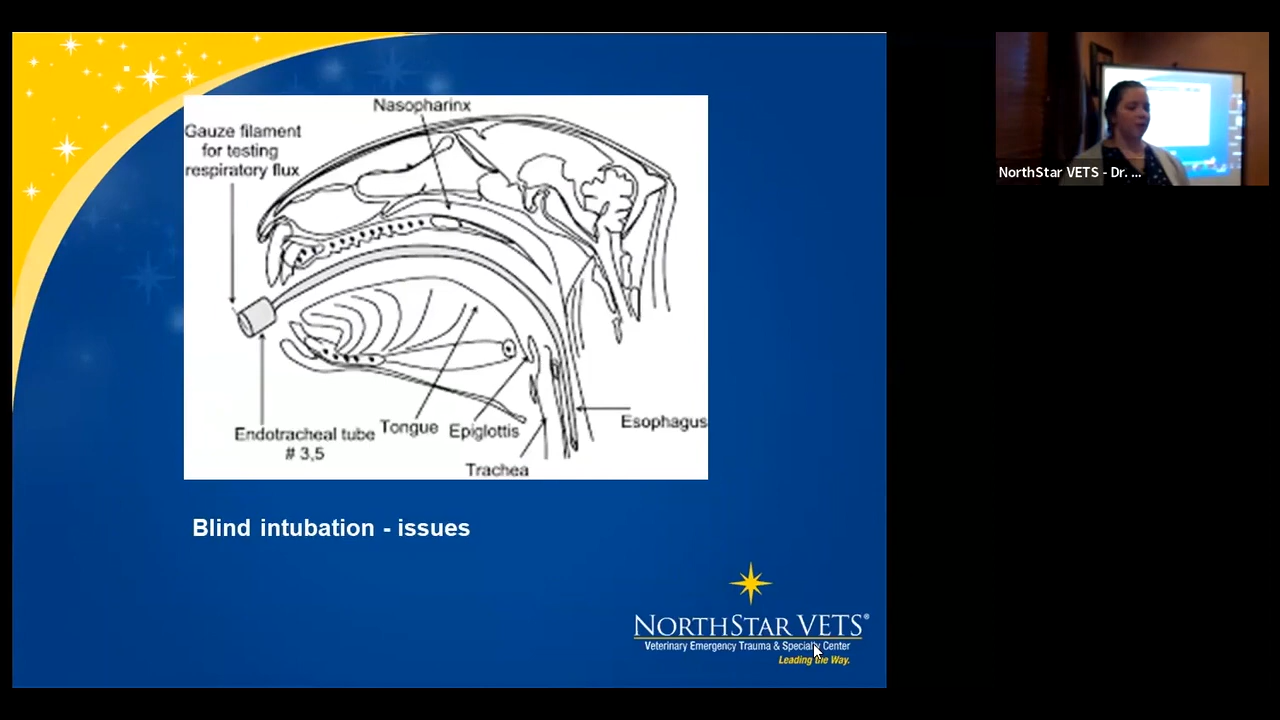 Nasopharinx
Gauze filament
for testing
respiratory flux
Endotracheal tube
# 3,5
Tongue
Epiglottis
Trachea
Esophagus
Blind intubation - issues
NORTHSTAR VETS®
Veterinary Emergency Trauma & Specialty Center
Leading the Way.
NorthStar VETS - Dr. ...